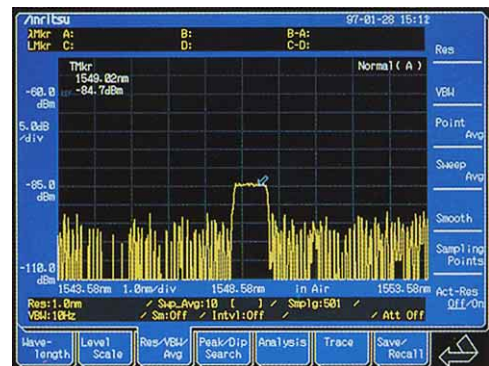 Anritsu 97-01-28 15:12
λMkr A: B: B-A:
LMkr C: D: C-D:
TMkr
1549.02nm
-84.7dBm
Normal(A)
-60.0
dBm
5.0dB
/div
-85.0
dBm
-110.0
dBm
1543.58nm 1.0nm/div 1548.58nm in Air 1553.58nm
Res:1.0nm / Swp_Avg:10 [ ] / Smplg:501 /
VBW:10Hz / Sm:Off / Intvl:Off / / Att Off
Res
VBW
Point
Avg
Sweep
Avg
Smooth
Sampling
Points
Act-Res
Off/On
Wave-
length
Level
Scale
Res/VBW/
Avg
Peak/Dip
Search
Analysis
Trace
Save/
Recall